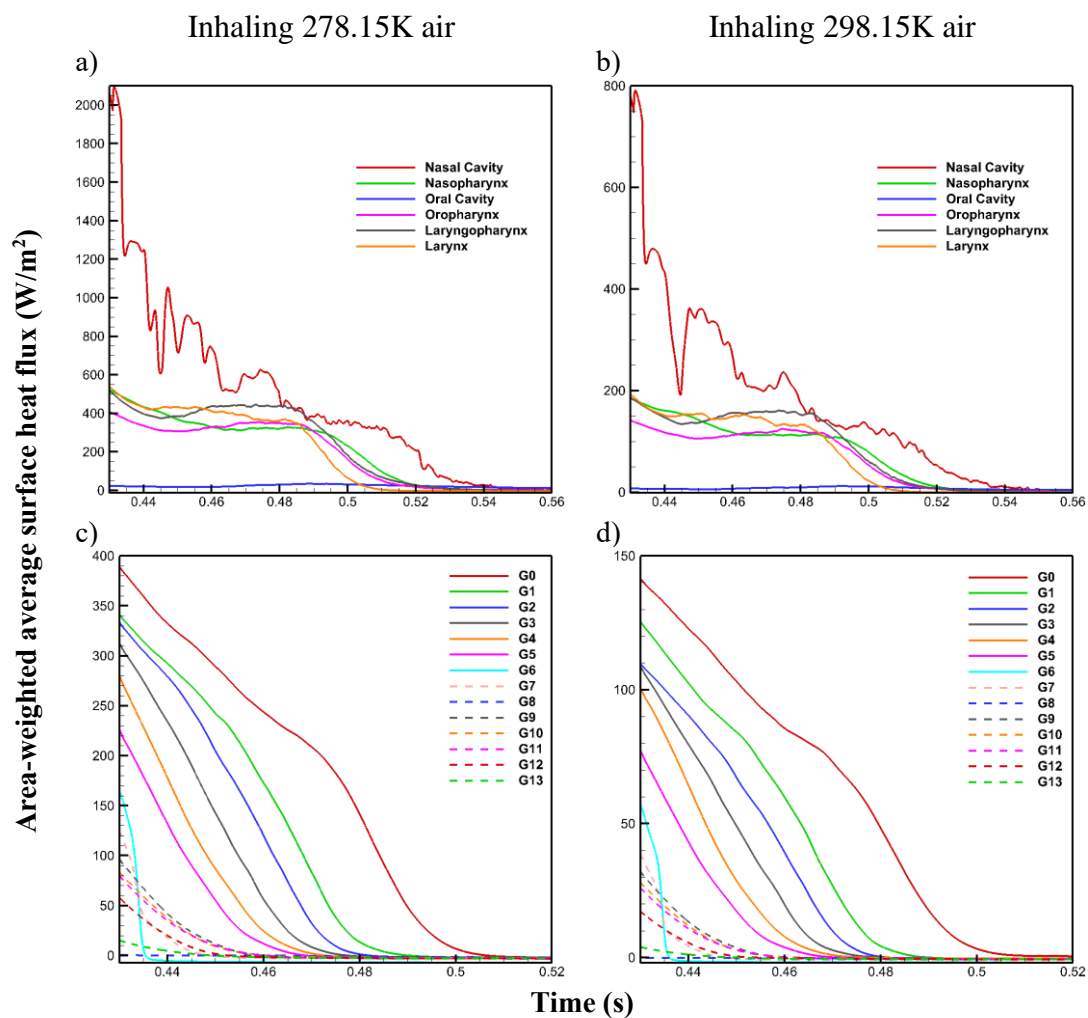 Inhaling 278.15K air
Inhaling 298.15K air
a)
b)
Area-weighted average surface heat flux (W/m²)
2000
1800
1600
1400
1200
1000
800
600
400
200
0
0.44
0.46
0.48
0.5
0.52
0.54
0.56
Nasal Cavity
Nasopharynx
Oral Cavity
Oropharynx
Laryngopharynx
Larynx
800
600
400
200
0
0.44
0.46
0.48
0.5
0.52
0.54
0.56
Nasal Cavity
Nasopharynx
Oral Cavity
Oropharynx
Laryngopharynx
Larynx
c)
d)
400
350
300
250
200
150
100
50
0
0.44
0.46
0.48
0.5
0.52
G0
G1
G2
G3
G4
G5
G6
G7
G8
G9
G10
G11
G12
G13
150
100
50
0
0.44
0.46
0.48
0.5
0.52
G0
G1
G2
G3
G4
G5
G6
G7
G8
G9
G10
G11
G12
G13
Time (s)